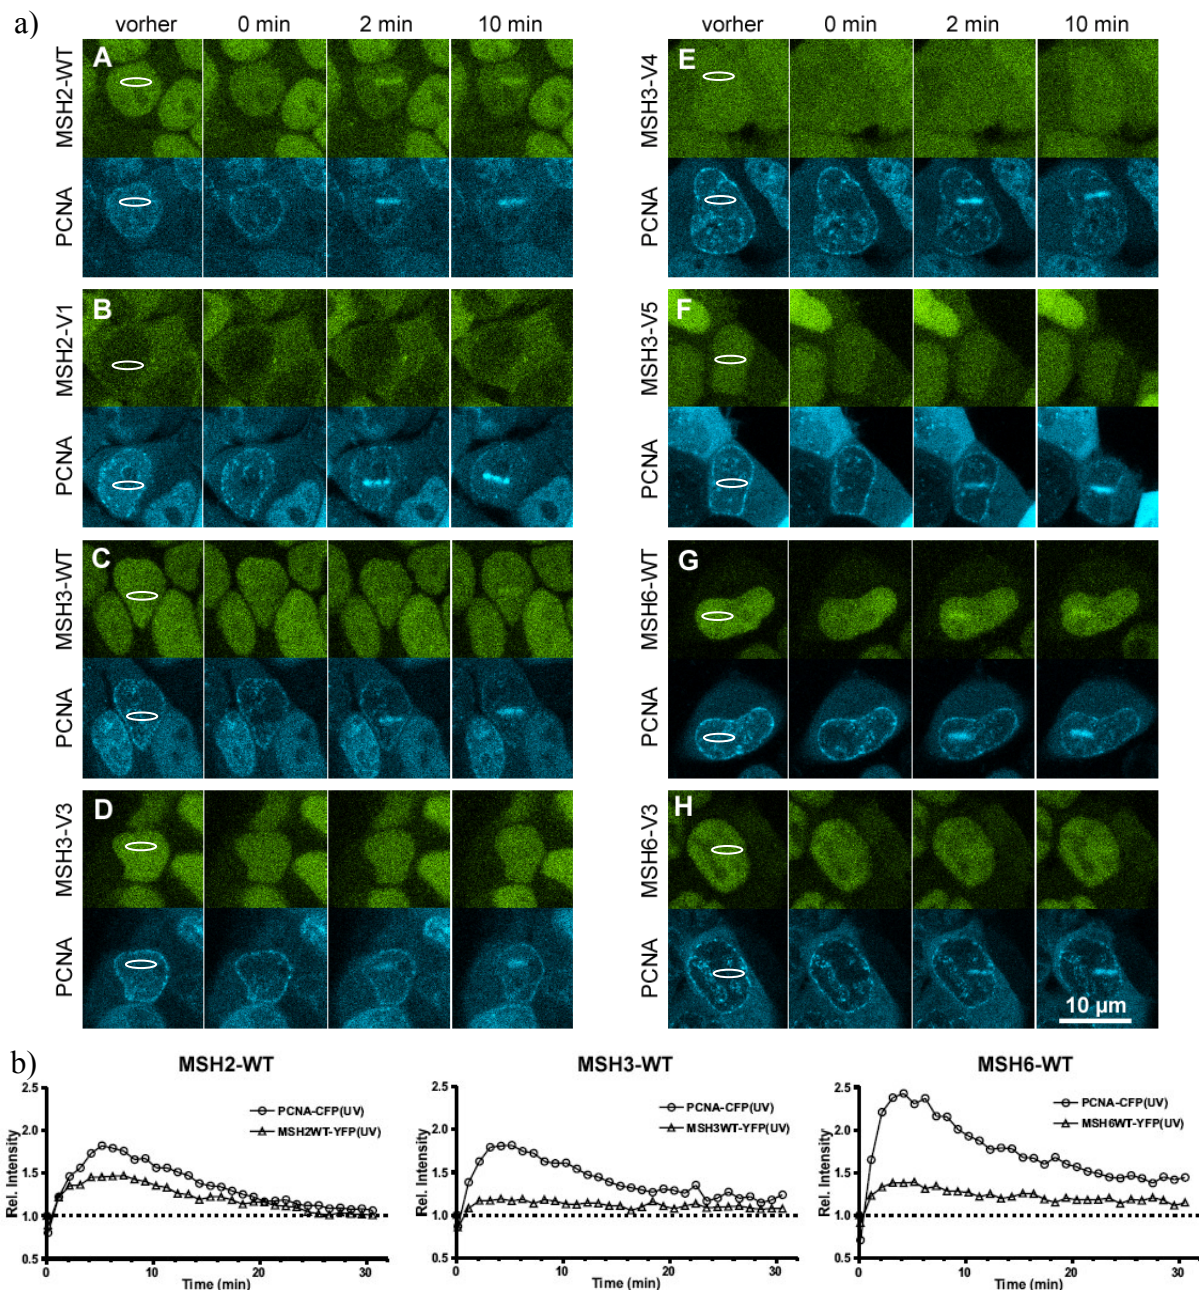 a)
vorher 0 min 2 min 10 min
vorher 0 min 2 min 10 min
A
MSH2-WT
PCNA
B
MSH2-V1
PCNA
C
MSH3-WT
PCNA
D
MSH3-V3
PCNA
E
MSH3-V4
PCNA
F
MSH3-V5
PCNA
G
MSH6-WT
PCNA
H
MSH6-V3
PCNA
10 µm
b)
MSH2-WT
2.5
2.0
1.5
1.0
0.5
Rel. Intensity
PCNA-CFP(UV)
MSH2WT-YFP(UV)
0 10 20 30
Time (min)
MSH3-WT
2.5
2.0
1.5
1.0
0.5
Rel. Intensity
PCNA-CFP(UV)
MSH3WT-YFP(UV)
0 10 20 30
Time (min)
MSH6-WT
2.5
2.0
1.5
1.0
0.5
Rel. Intensity
PCNA-CFP(UV)
MSH6WT-YFP(UV)
0 10 20 30
Time (min)